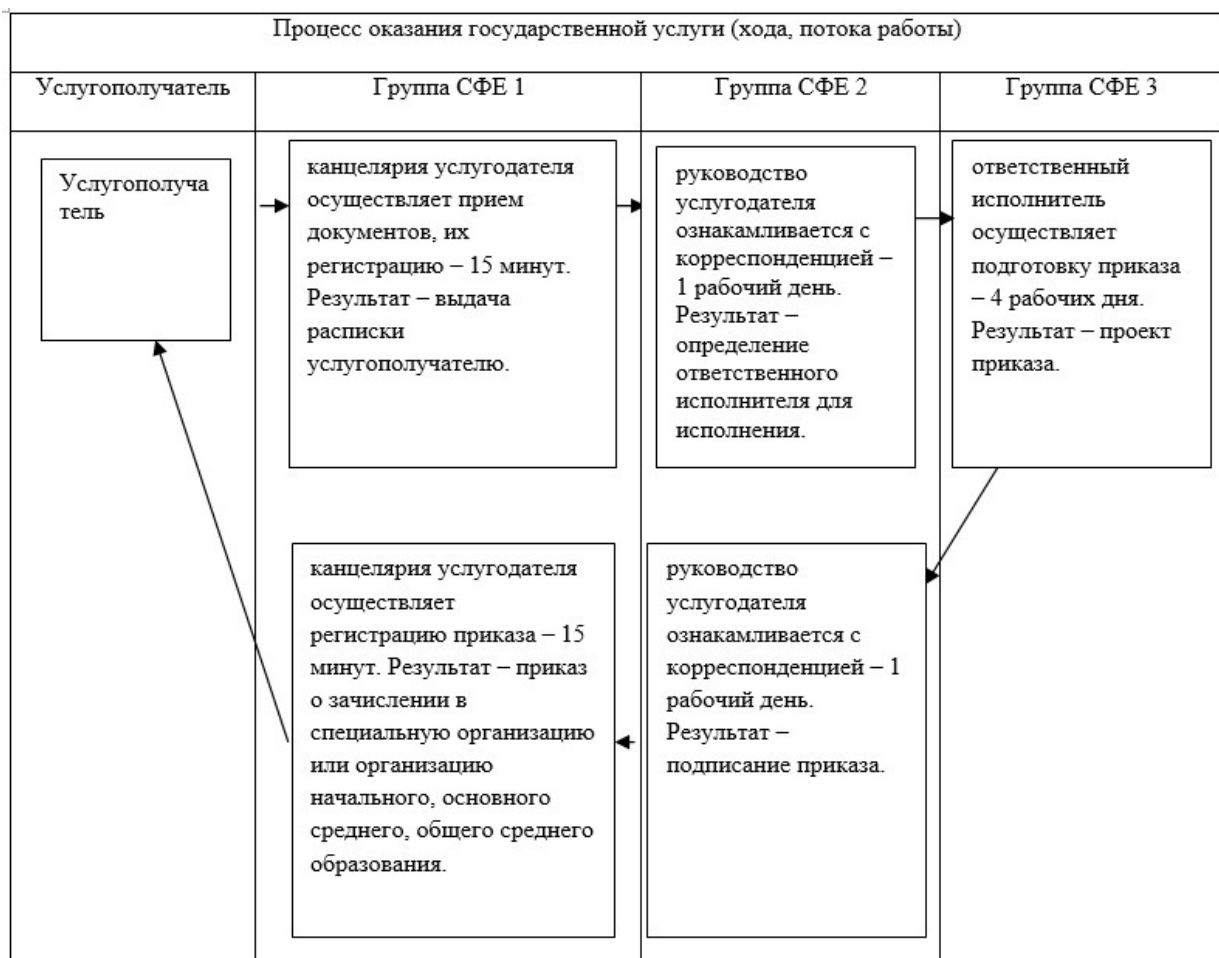 Процесс оказания государственной услуги (хода, потока работы)
Услугополучатель
Группа СФЕ 1
Группа СФЕ 2
Группа СФЕ 3
Услугополуча
тель
канцелярия услугодателя
осуществляет прием
документов, их
регистрацию – 15 минут.
Результат – выдача
расписки
услугополучателю.
руководство
услугодателя
ознакамливается с
корреспонденцией –
1 рабочий день.
Результат –
определение
ответственного
исполнителя для
исполнения.
ответственный
исполнитель
осуществляет
подготовку приказа
– 4 рабочих дня.
Результат – проект
приказа.
канцелярия услугодателя
осуществляет
регистрацию приказа – 15
минут. Результат – приказ
о зачислении в
специальную организацию
или организацию
начального, основного
среднего, общего среднего
образования.
руководство
услугодателя
ознакамливается с
корреспонденцией – 1
рабочий день.
Результат –
подписание приказа.